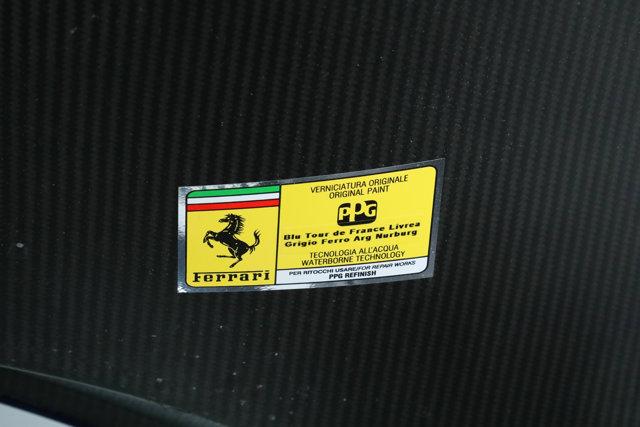 VERNICIATURA ORIGINALE
ORIGINAL PAINT
PPG
Blu Tour de France Livrea
Grigio Ferro Arg Nurburg
TECNOLOGIA ALL'ACQUA
WATERBORNE TECHNOLOGY
Ferrari
PER RITOCCHI USARE/FOR REPAIR WORKS
PPG REFINISH